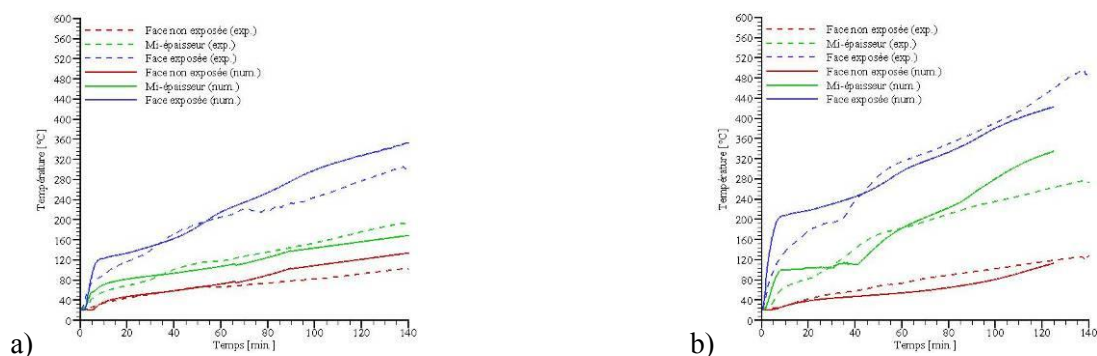 600
560
520
480
440
400
360
320
280
240
200
160
120
80
40
0
Température [°C]
Face non exposée (exp.)
Mi-épaisseur (exp.)
Face exposée (exp.)
Face non exposée (num.)
Mi-épaisseur (num.)
Face exposée (num.)
0 20 40 60 80 100 120 140
Temps [min.]
a)
600
560
520
480
440
400
360
320
280
240
200
160
120
80
40
0
Température [°C]
Face non exposée (exp.)
Mi-épaisseur (exp.)
Face exposée (exp.)
Face non exposée (num.)
Mi-épaisseur (num.)
Face exposée (num.)
0 20 40 60 80 100 120 140
Temps [min.]
b)